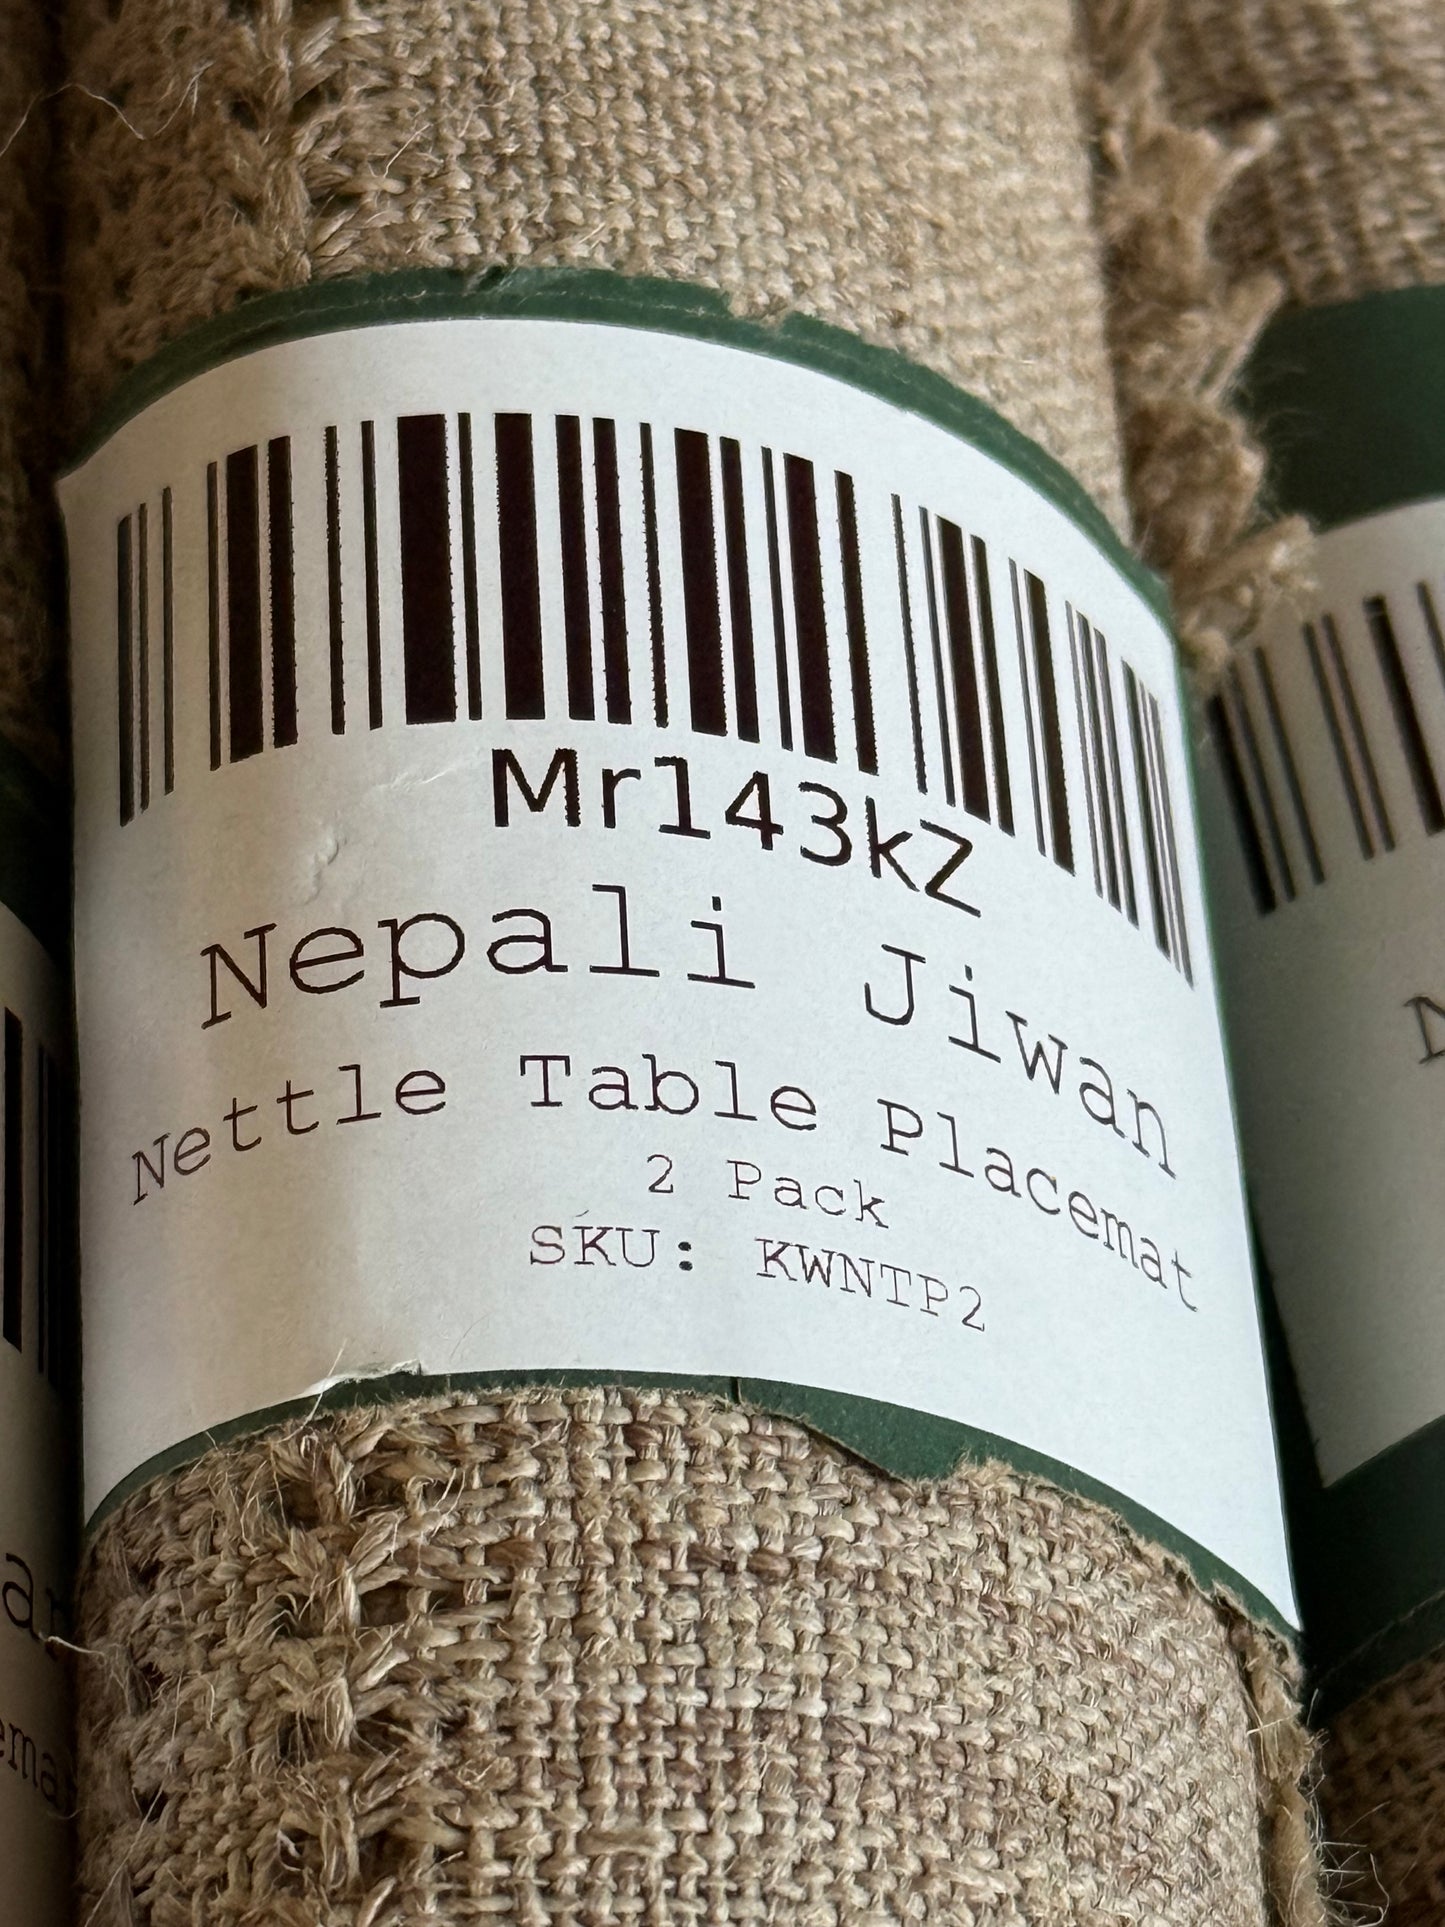 Mr143kZ
Nepali Jiwan
Nettle Table Placemat
2 Pack
SKU: KWNTP2